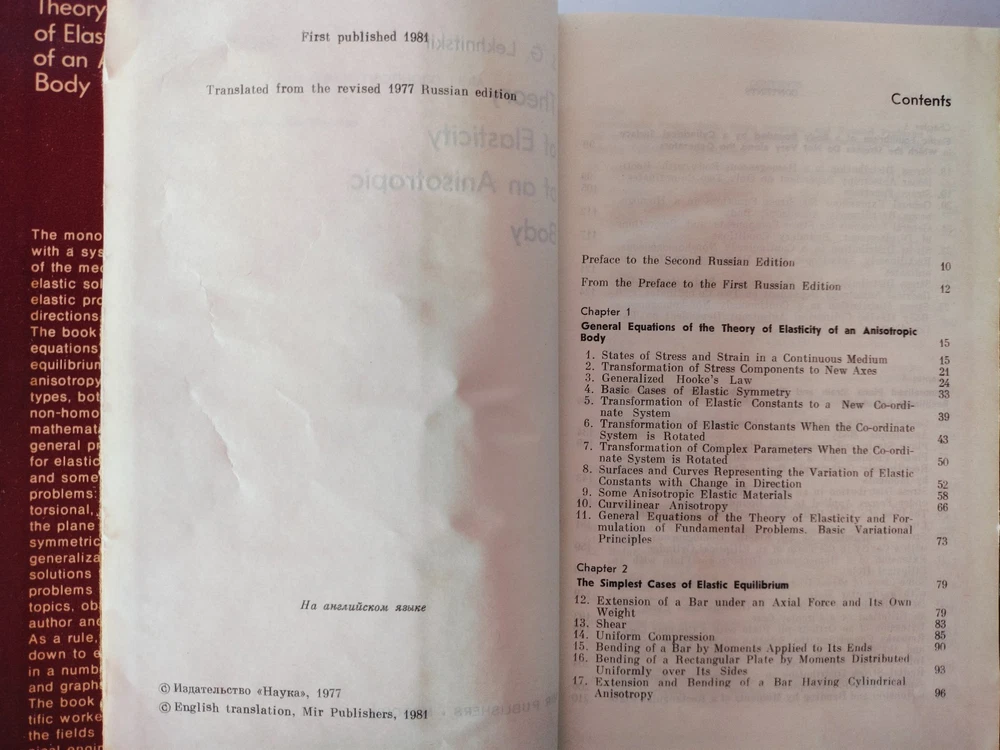 Theory
of Elas
of an A
Body
The mono
with a sys
of the mec
elastic sol
elastic pro
directions
The book
equations
equilibrium
anisotropy
types, bot
non-homo
mathemat
general pr
for elastic
and some
problems:
torsional,
the plane
symmetric
generaliza
solutions
problems
topics, ob
author and
As a rule,
down to e
in a numb
and graph
The book
tific worke
the fields
First published 1981
Translated from the revised 1977 Russian edition
На английском языке
© Издательство «Наука», 1977
© English translation, Mir Publishers, 1981
Contents
Preface to the Second Russian Edition 10
From the Preface to the First Russian Edition 12
Chapter 1
General Equations of the Theory of Elasticity of an Anisotropic
Body 15
1. States of Stress and Strain in a Continuous Medium 15
2. Transformation of Stress Components to New Axes 21
3. Generalized Hooke's Law 24
4. Basic Cases of Elastic Symmetry 33
5. Transformation of Elastic Constants to a New Co-ordi-
nate System 39
6. Transformation of Elastic Constants When the Co-ordinate
System is Rotated 43
7. Transformation of Complex Parameters When the Co-ordi-
nate System is Rotated 50
8. Surfaces and Curves Representing the Variation of Elastic
Constants with Change in Direction 52
9. Some Anisotropic Elastic Materials 58
10. Curvilinear Anisotropy 66
11. General Equations of the Theory of Elasticity and For-
mulation of Fundamental Problems. Basic Variational
Principles 73
Chapter 2
The Simplest Cases of Elastic Equilibrium 79
12. Extension of a Bar under an Axial Force and Its Own
Weight 79
13. Shear 83
14. Uniform Compression 85
15. Bending of a Bar by Moments Applied to Its Ends 90
16. Bending of a Rectangular Plate by Moments Distributed
Uniformly over Its Sides 93
17. Extension and Bending of a Bar Having Cylindrical
Anisotropy 96